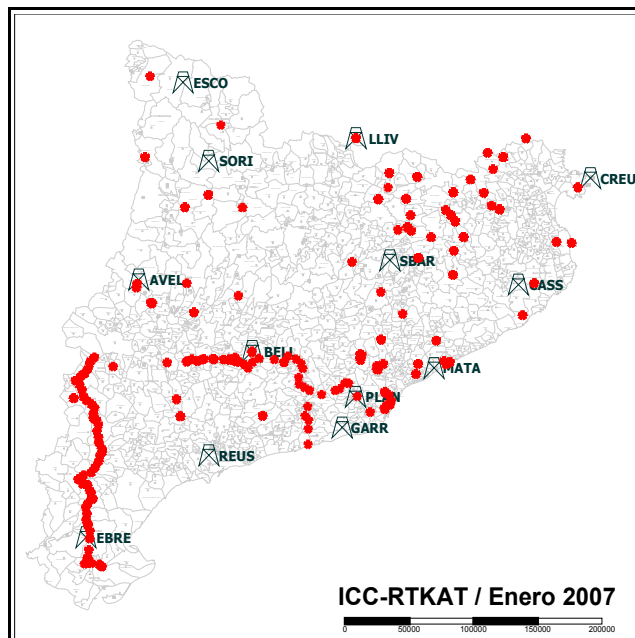 ESCO
LLIV
SORI
CREU
SBAR
AVEL
CASS
BELL
MATA
PLAN
GARR
REUS
EBRE
ICC-RTKAT / Enero 2007
0 50000 100000 150000 200000